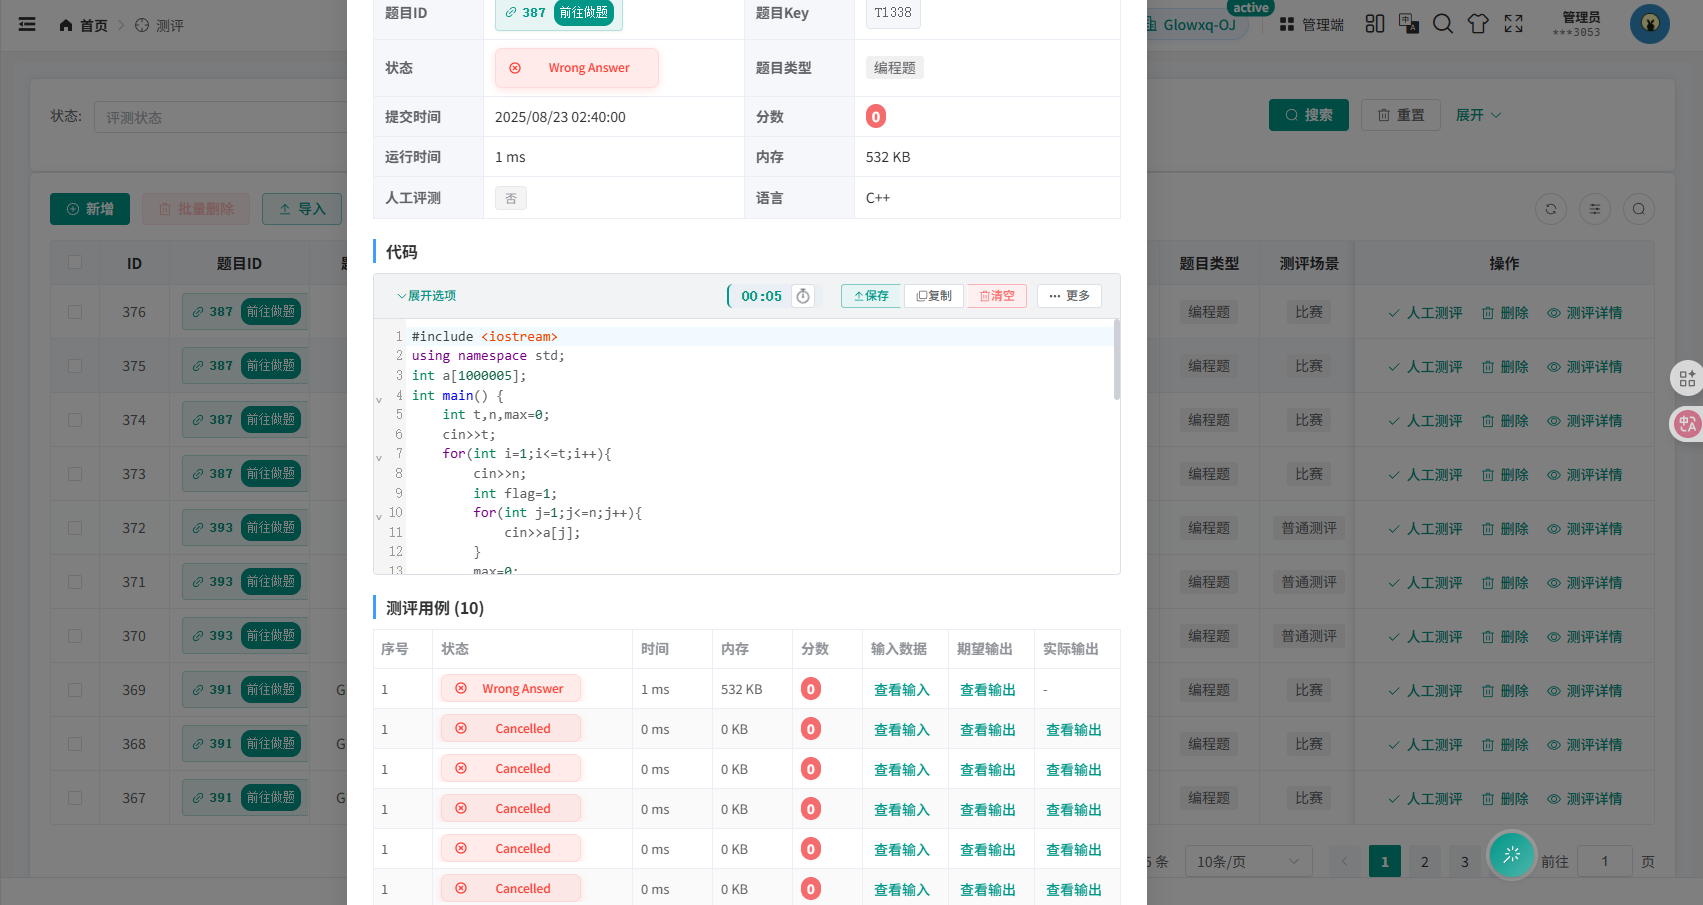 首页 > 测评
active
Glowxq-OJ
管理端
管理员
***3053
题目ID 387 前往做题 题目Key T1338
状态 Wrong Answer 题目类型 编程题
提交时间 2025/08/23 02:40:00 分数 0
运行时间 1 ms 内存 532 KB
人工评测 否 语言 C++
状态: 评测状态
搜索 重置 展开
新增 批量删除 导入
代码
展开选项 00:05 保存 复制 清空 ··· 更多
1 #include <iostream>
2 using namespace std;
3 int a[1000005];
4 int main() {
5 int t,n,max=0;
6 cin>>t;
7 for(int i=1;i<=t;i++){
8 cin>>n;
9 int flag=1;
10 for(int j=1;j<=n;j++){
11 cin>>a[j];
12 }
13 max=0;
测评用例 (10)
序号 状态 时间 内存 分数 输入数据 期望输出 实际输出
1 Wrong Answer 1 ms 532 KB 0 查看输入 查看输出 -
1 Cancelled 0 ms 0 KB 0 查看输入 查看输出 查看输出
1 Cancelled 0 ms 0 KB 0 查看输入 查看输出 查看输出
1 Cancelled 0 ms 0 KB 0 查看输入 查看输出 查看输出
1 Cancelled 0 ms 0 KB 0 查看输入 查看输出 查看输出
1 Cancelled 0 ms 0 KB 0 查看输入 查看输出 查看输出
ID 题目ID 题目类型 测评场景 操作
376 387 前往做题 编程题 比赛 人工测评 删除 测评详情
375 387 前往做题 编程题 比赛 人工测评 删除 测评详情
374 387 前往做题 编程题 比赛 人工测评 删除 测评详情
373 387 前往做题 编程题 比赛 人工测评 删除 测评详情
372 393 前往做题 编程题 普通测评 人工测评 删除 测评详情
371 393 前往做题 编程题 普通测评 人工测评 删除 测评详情
370 393 前往做题 编程题 普通测评 人工测评 删除 测评详情
369 391 前往做题 G 编程题 比赛 人工测评 删除 测评详情
368 391 前往做题 G 编程题 比赛 人工测评 删除 测评详情
367 391 前往做题 G 编程题 比赛 人工测评 删除 测评详情
条 10条/页 1 2 3 前往 1 页